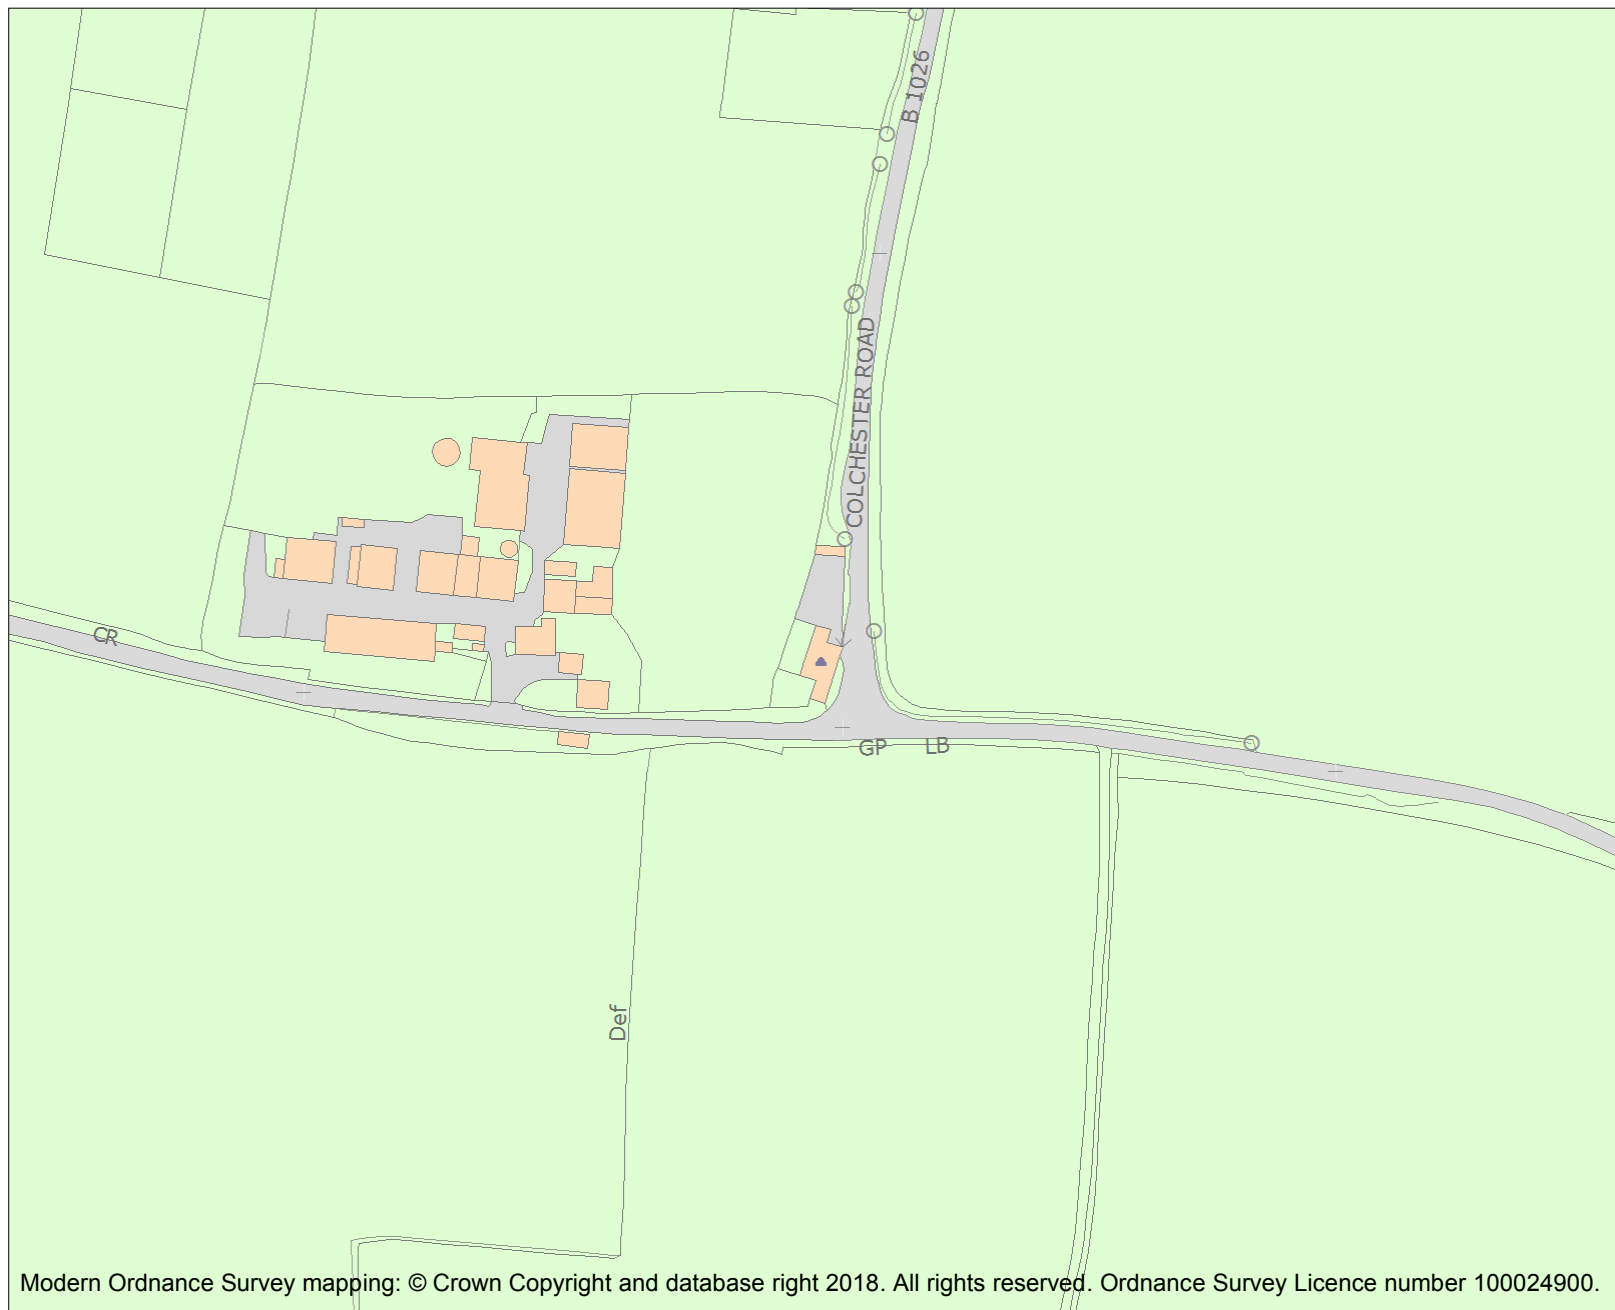 B 1026
COLCHESTER ROAD
CR
GP
LB
Def
Modern Ordnance Survey mapping: © Crown Copyright and database right 2018. All rights reserved. Ordnance Survey Licence number 100024900.